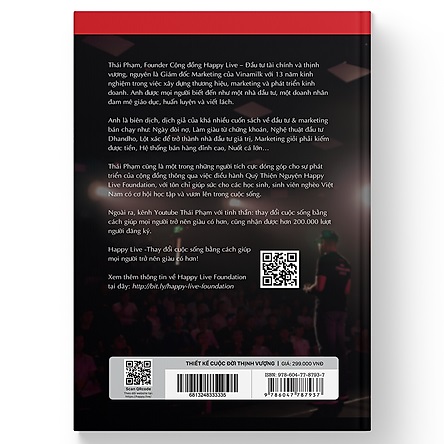 Thái Phạm, Founder Cộng đồng Happy Live – Đầu tư tài chính và thịnh
vượng, nguyên là Giám đốc Marketing của Vinamilk với 13 năm kinh
nghiệm trong việc xây dựng thương hiệu, marketing và phát triển kinh
doanh. Anh được mọi người biết đến như một nhà đầu tư, một doanh nhân
đam mê giáo dục, huấn luyện và viết lách.
Anh là biên dịch, dịch giả của khá nhiều cuốn sách về đầu tư & marketing
bán chạy như: Ngày đòi nợ, Làm giàu từ chứng khoán, Nghệ thuật đầu tư
Dhandho, Lột xác để trở thành nhà đầu tư giá trị, Marketing giỏi phải kiếm
được tiền, Hệ thống bán hàng đỉnh cao, Nuốt cá lớn...
Thái Phạm cũng là một trong những người tích cực đóng góp cho sự phát
triển của cộng đồng thông qua việc điều hành Quỹ Thiện Nguyện Happy
Live Foundation, với tôn chỉ giúp sức cho các học sinh, sinh viên nghèo Việt
Nam có cơ hội học tập và vươn lên trong cuộc sống.
Ngoài ra, kênh Youtube Thái Phạm với tinh thần: thay đổi cuộc sống bằng
cách giúp mọi người trở nên giàu có hơn, cũng nhận được hơn 200.000 lượt
người đăng ký.
Happy Live -Thay đổi cuộc sống bằng cách giúp
mọi người trở nên giàu có hơn!
Xem thêm thông tin về Happy Live Foundation
tại đây: http://bit.ly/happy-live-foundation
THIẾT KẾ CUỘC ĐỜI THỊNH VƯỢNG | GIÁ: 299.000 VNĐ
ISBN: 978-604-77-8793-7
6813248333336
9 786047 787937
Scan QRcode